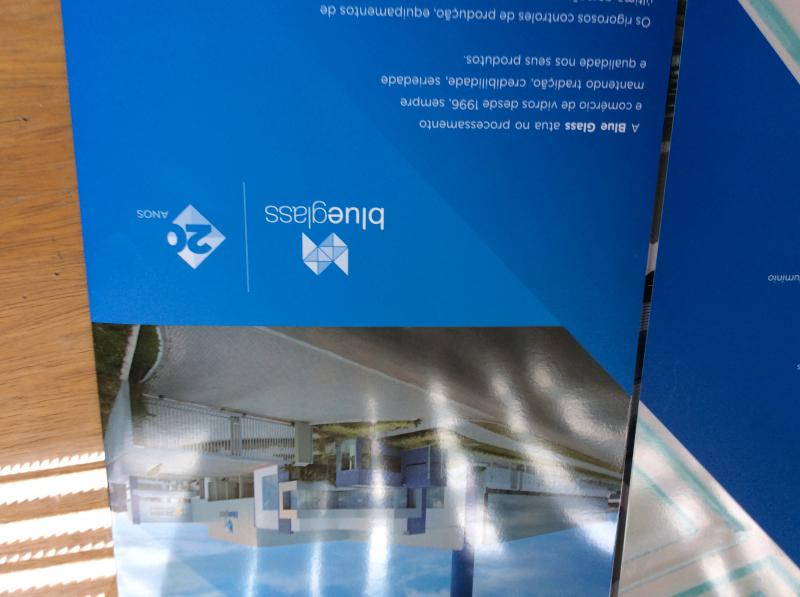 blueglass
20
ANOS
A Blue Glass atua no processamento
e comércio de vidros desde 1996, sempre
mantendo tradição, credibilidade, seriedade
e qualidade nos seus produtos.
Os rigorosos controles de produção, equipamentos de